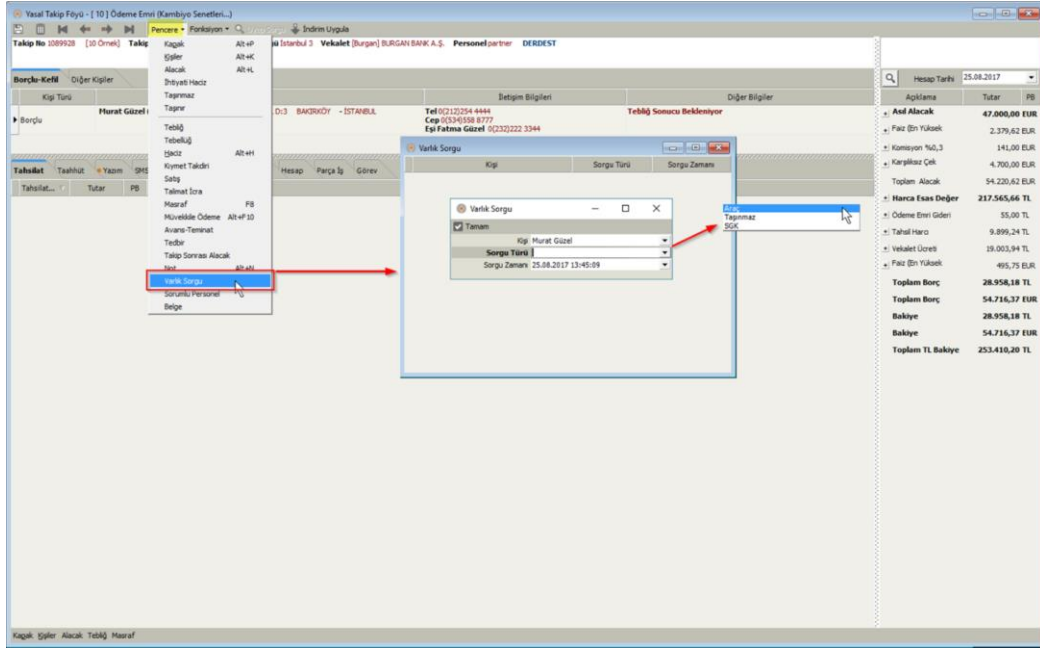 Yasal Takip Föyü - [ 10 ] Ödeme Emri (Kambiyo Senetleri...)
Pencere Fonksiyon İndirim Uygula
Takip No 1089928 [10 Örnek] Takip İstanbul 3 Vekalet [Burgan] BURGAN BANK A.Ş. Personel partner DERDEST
Borçlu-Kefil Diğer Kişiler
Kişi Türü İletişim Bilgileri Diğer Bilgiler
Borçlu Murat Güzel D:3 BAKIRKÖY - İSTANBUL
Tel 0(212)254 4444
Cep 0(534)558 8777
Eşi Fatma Güzel 0(232)222 3344
Tebliğ Sonucu Bekleniyor
Tahsilat Taahhüt Yazım SMS Hesap Parça İş Görev
Tahsilat... Tutar PB
Kapak Alt+P
Kişiler Alt+K
Alacak Alt+L
İhtiyati Haciz
Taşınmaz
Taşınır
Tebliğ
Tebellüğ
Haciz Alt+H
Kıymet Takdiri
Satış
Talimat İcra
Masraf F8
Müvekkile Ödeme Alt+F10
Avans-Teminat
Tedbir
Takip Sonrası Alacak
Not Alt+N
Varlık Sorgu
Sorumlu Personel
Belge
Varlık Sorgu
Kişi Sorgu Türü Sorgu Zamanı
Varlık Sorgu
Tamam
Kişi Murat Güzel
Sorgu Türü
Sorgu Zamanı 25.08.2017 13:45:09
Araç
Taşınmaz
SGK
Hesap Tarihi 25.08.2017
Açıklama Tutar PB
Asıl Alacak 47.000,00 EUR
Faiz (En Yüksek 2.379,62 EUR
Komisyon %0,3 141,00 EUR
Karşılıksız Çek 4.700,00 EUR
Toplam Alacak 54.220,62 EUR
Harca Esas Değer 217.565,66 TL
Ödeme Emri Gideri 55,00 TL
Tahsil Harcı 9.899,24 TL
Vekalet Ücreti 19.003,94 TL
Faiz (En Yüksek 495,75 EUR
Toplam Borç 28.958,18 TL
Toplam Borç 54.716,37 EUR
Bakiye 28.958,18 TL
Bakiye 54.716,37 EUR
Toplam TL Bakiye 253.410,20 TL
Kapak Kişiler Alacak Tebliğ Masraf